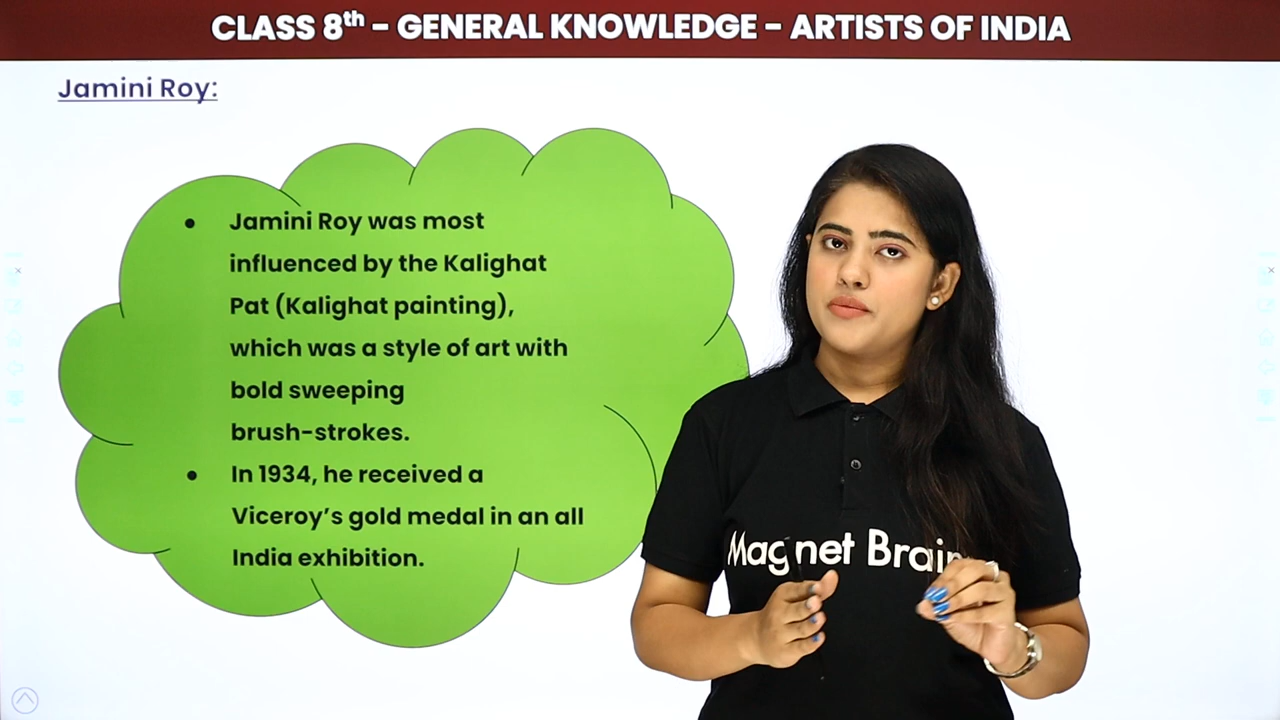 CLASS 8th - GENERAL KNOWLEDGE - ARTISTS OF INDIA
Jamini Roy:
• Jamini Roy was most
influenced by the Kalighat
Pat (Kalighat painting),
which was a style of art with
bold sweeping
brush-strokes.
• In 1934, he received a
Viceroy's gold medal in an all
India exhibition.
Magnet Brain